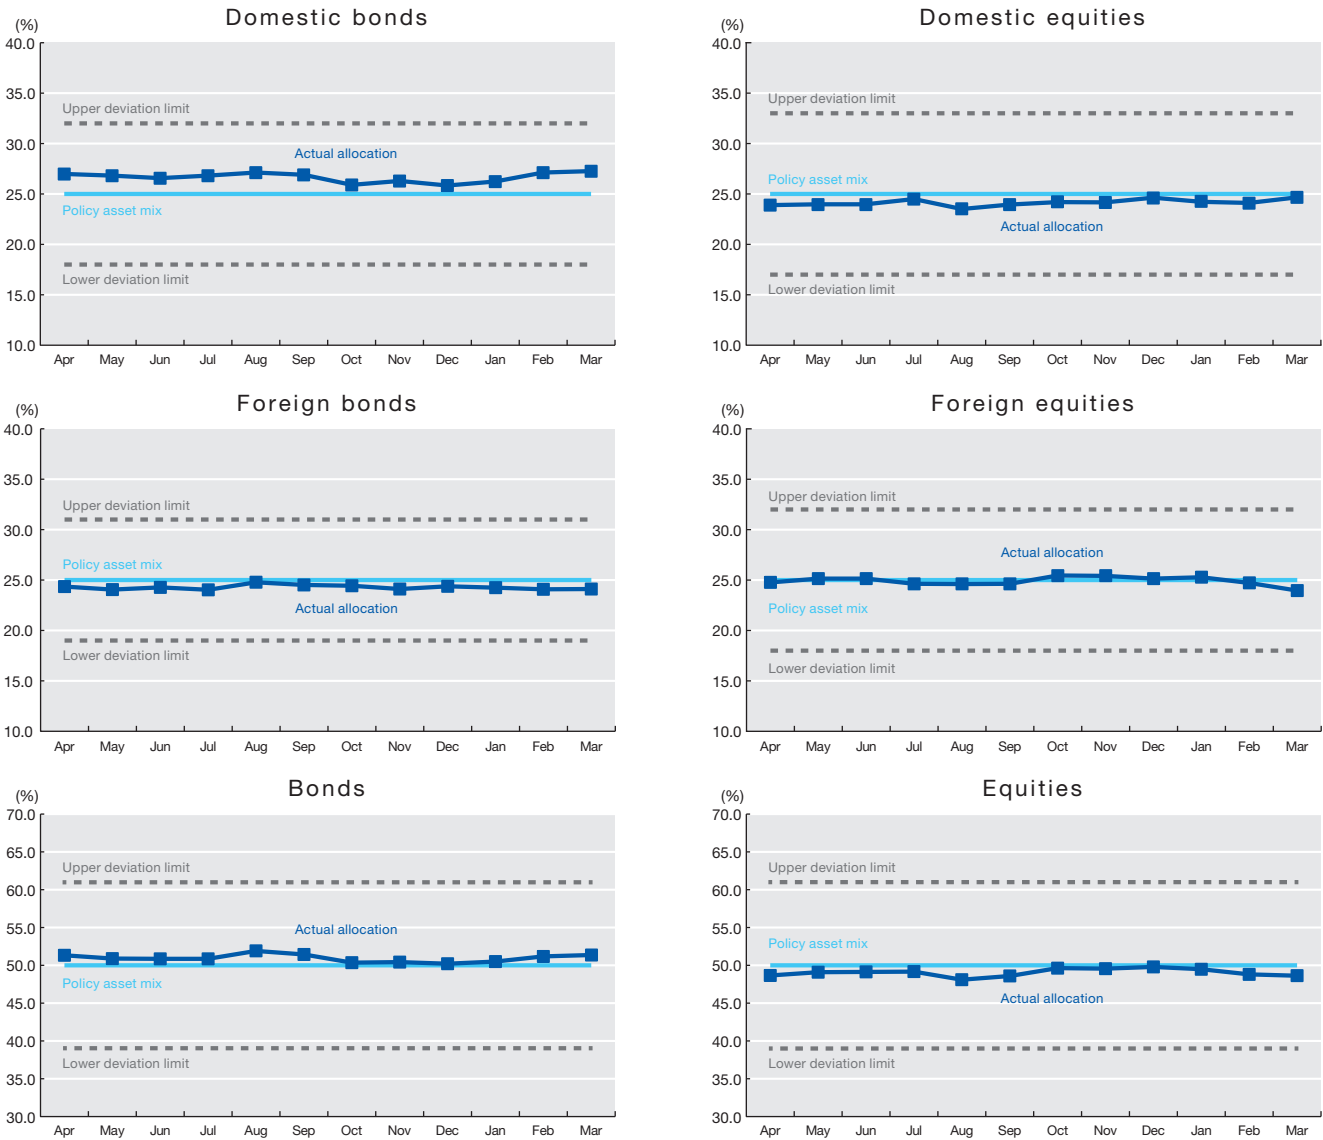 Domestic bonds
(%)
40.0
35.0
Upper deviation limit
30.0
Actual allocation
25.0
Policy asset mix
20.0
Lower deviation limit
15.0
10.0
Apr May Jun Jul Aug Sep Oct Nov Dec Jan Feb Mar
Domestic equities
(%)
40.0
35.0
Upper deviation limit
30.0
Policy asset mix
25.0
Actual allocation
20.0
Lower deviation limit
15.0
10.0
Apr May Jun Jul Aug Sep Oct Nov Dec Jan Feb Mar
Foreign bonds
(%)
40.0
35.0
Upper deviation limit
30.0
Policy asset mix
25.0
Actual allocation
20.0
Lower deviation limit
15.0
10.0
Apr May Jun Jul Aug Sep Oct Nov Dec Jan Feb Mar
Foreign equities
(%)
40.0
35.0
Upper deviation limit
30.0
Actual allocation
25.0
Policy asset mix
20.0
Lower deviation limit
15.0
10.0
Apr May Jun Jul Aug Sep Oct Nov Dec Jan Feb Mar
Bonds
(%)
70.0
65.0
Upper deviation limit
60.0
55.0
Actual allocation
50.0
Policy asset mix
45.0
40.0
Lower deviation limit
35.0
30.0
Apr May Jun Jul Aug Sep Oct Nov Dec Jan Feb Mar
Equities
(%)
70.0
65.0
Upper deviation limit
60.0
55.0
Policy asset mix
50.0
Actual allocation
45.0
40.0
Lower deviation limit
35.0
30.0
Apr May Jun Jul Aug Sep Oct Nov Dec Jan Feb Mar